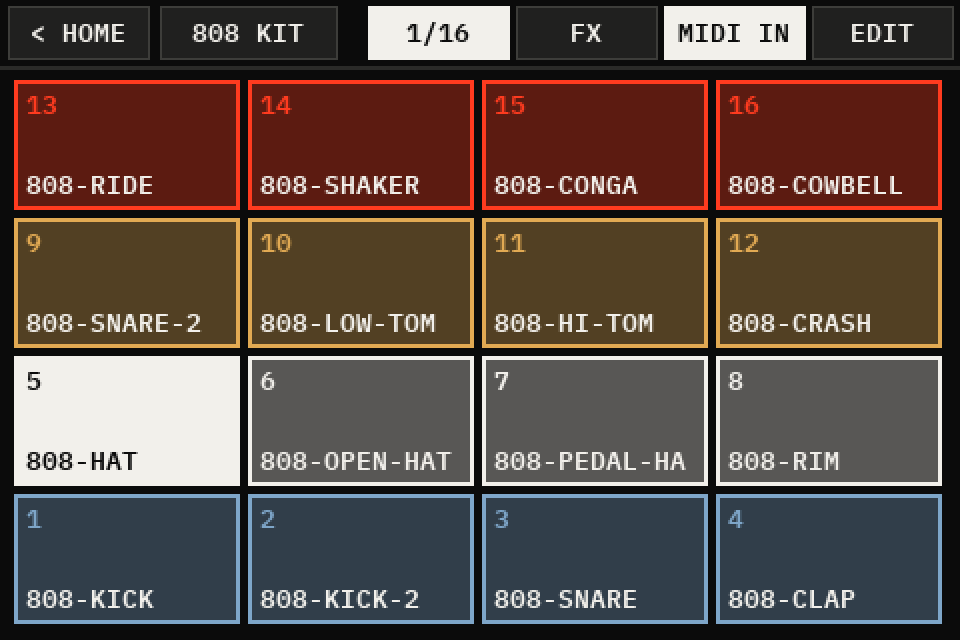 < HOME 808 KIT 1/16 FX MIDI IN EDIT
13 14 15 16
808-RIDE 808-SHAKER 808-CONGA 808-COWBELL
9 10 11 12
808-SNARE-2 808-LOW-TOM 808-HI-TOM 808-CRASH
5 6 7 8
808-HAT 808-OPEN-HAT 808-PEDAL-HA 808-RIM
1 2 3 4
808-KICK 808-KICK-2 808-SNARE 808-CLAP